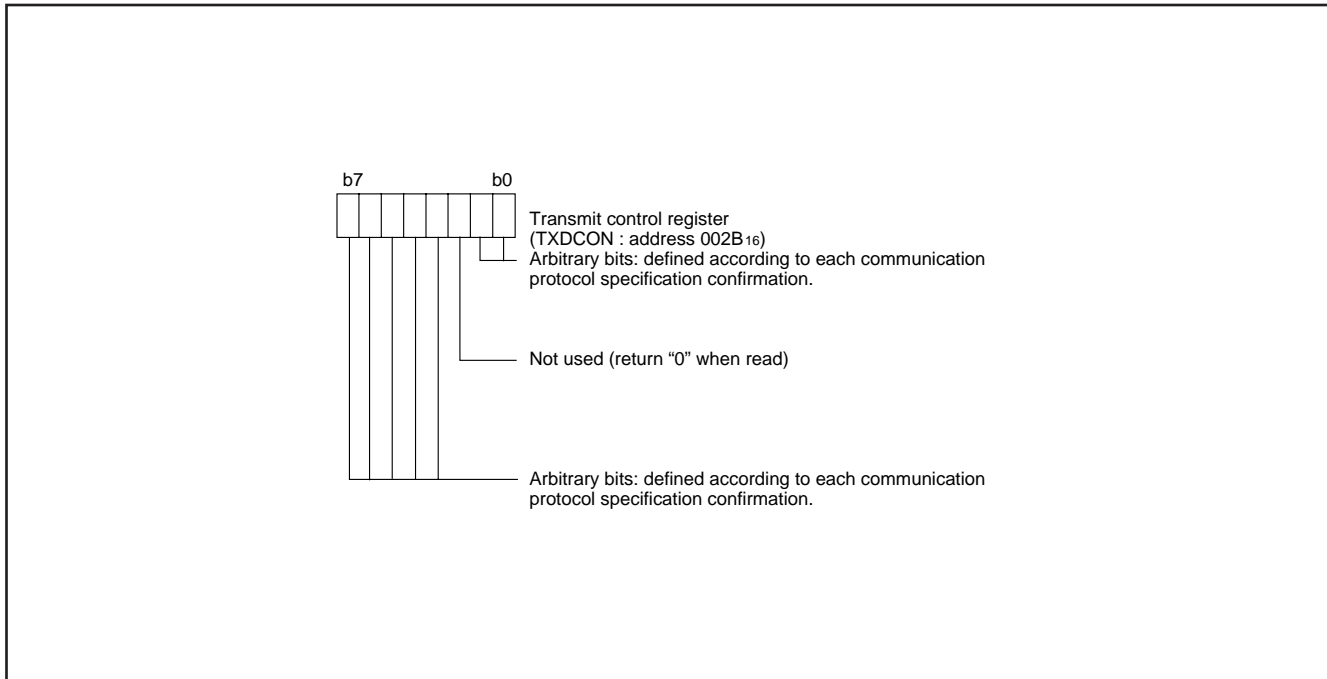 b7 b0
Transmit control register
(TXDCON : address 002B16)
Arbitrary bits: defined according to each communication
protocol specification confirmation.
Not used (return “0” when read)
Arbitrary bits: defined according to each communication
protocol specification confirmation.